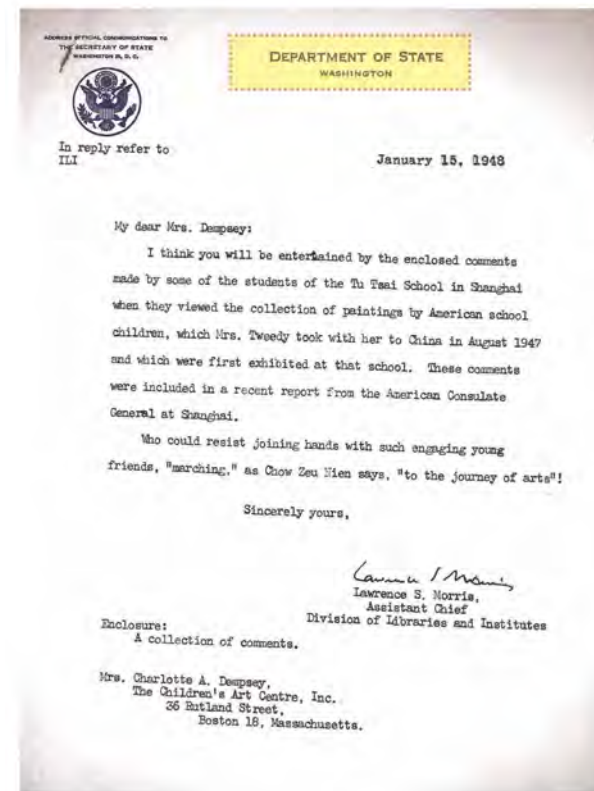 ADDRESS OFFICIAL COMMUNICATIONS TO
THE SECRETARY OF STATE
WASHINGTON 25, D. C.
DEPARTMENT OF STATE
WASHINGTON
In reply refer to
ILI
January 15, 1948
My dear Mrs. Dempsey:
I think you will be entertained by the enclosed comments
made by some of the students of the Tu Tsai School in Shanghai
when they viewed the collection of paintings by American school
children, which Mrs. Tweedy took with her to China in August 1947
and which were first exhibited at that school. These comments
were included in a recent report from the American Consulate
General at Shanghai.
Who could resist joining hands with such engaging young
friends, "marching," as Chow Zeu Nien says, "to the journey of arts"!
Sincerely yours,
Lawrence S Morris
Lawrence S. Morris,
Assistant Chief
Division of Libraries and Institutes
Enclosure:
A collection of comments.
Mrs. Charlotte A. Dempsey,
The Children's Art Centre, Inc.
36 Rutland Street,
Boston 18, Massachusetts.